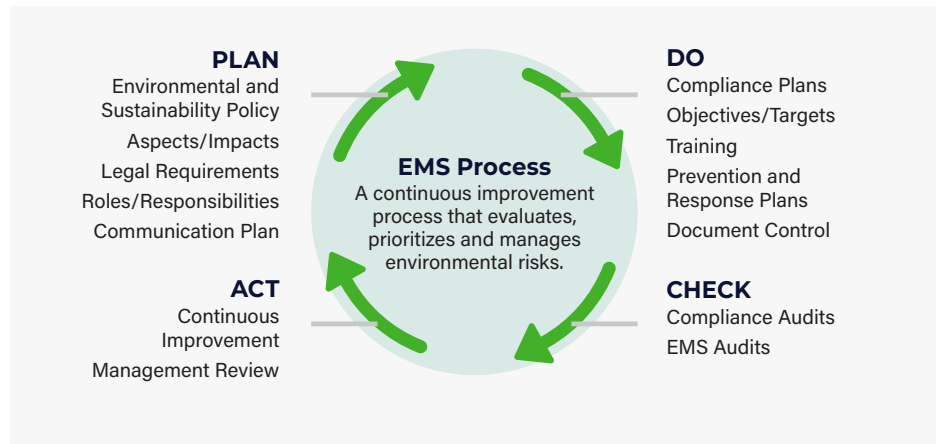 PLAN
Environmental and
Sustainability Policy
Aspects/Impacts
Legal Requirements
Roles/Responsibilities
Communication Plan
DO
Compliance Plans
Objectives/Targets
Training
Prevention and
Response Plans
Document Control
EMS Process
A continuous improvement
process that evaluates,
prioritizes and manages
environmental risks.
ACT
Continuous
Improvement
Management Review
CHECK
Compliance Audits
EMS Audits